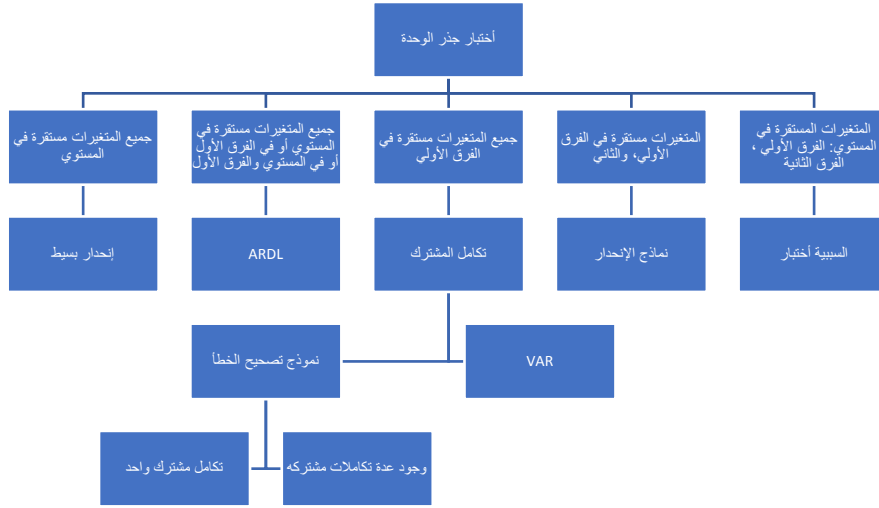 أختبار جذر الوحدة
المتغيرات المستقرة في
المستوي: الفرق الأولي ،
الفرق الثانية
المتغيرات مستقرة في الفرق
الأولي، والثاني
جميع المتغيرات مستقرة في
الفرق الأولي
جميع المتغيرات مستقرة في
المستوي أو في الفرق الأول
أو في المستوي والفرق الأول
جميع المتغيرات مستقرة في
المستوي
السببية أختبار
نماذج الإنحدار
تكامل المشترك
ARDL
إنحدار بسيط
VAR
نموذج تصحيح الخطأ
وجود عدة تكاملات مشتركه
تكامل مشترك واحد